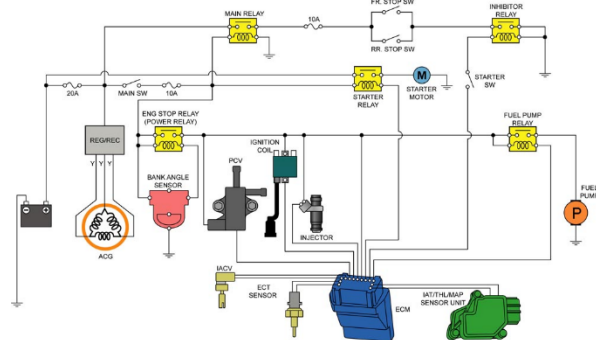 FR. STOP SW
MAIN RELAY
10A
INHIBITOR
RELAY
RR. STOP SW
20A
MAIN SW
10A
STARTER
RELAY
M
STARTER
MOTOR
STARTER
SW
ENG STOP RELAY
(POWER RELAY)
FUEL PUMP
RELAY
REG/REC
Y Y Y
IGNITION
COIL
PCV
BANK ANGLE
SENSOR
FUEL
PUMP
P
ACG
INJECTOR
IACV
ECT
SENSOR
ECM
IAT/THL/MAP
SENSOR UNIT